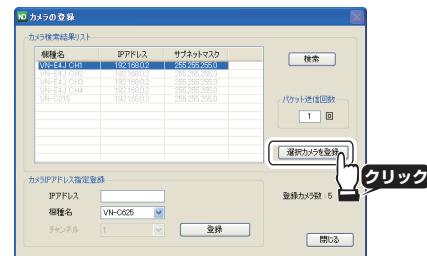 カメラの登録
カメラ検索結果リスト
機種名 IPアドレス サブネットマスク
VN-E4J CH1 192.168.0.2 255.255.255.0
VN-E4J CH2 192.168.0.2 255.255.255.0
VN-E4J CH3 192.168.0.2 255.255.255.0
VN-E4J CH4 192.168.0.2 255.255.255.0
VN-C215 192.168.0.2 255.255.255.0
検索
パケット送信回数
1 回
選択カメラを登録
クリック
カメラIPアドレス指定登録
IPアドレス
機種名 VN-C625
チャンネル 1
登録
登録カメラ数 : 5
閉じる